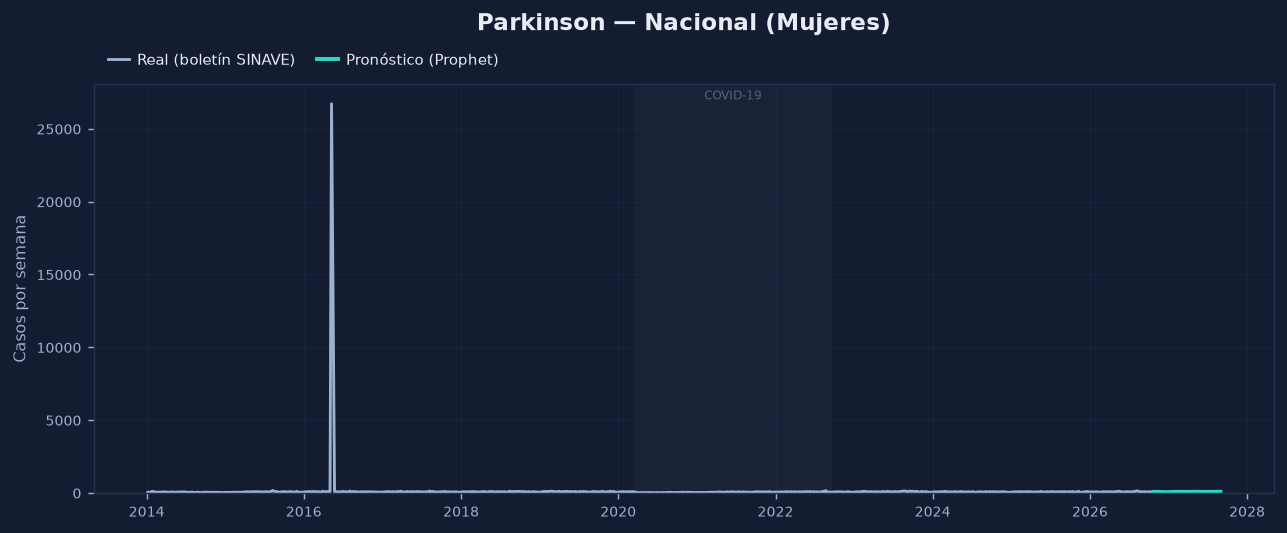 Parkinson — Nacional (Mujeres)
Real (boletín SINAVE)
Pronóstico (Prophet)
COVID-19
Casos por semana
25000
20000
15000
10000
5000
0
2014
2016
2018
2020
2022
2024
2026
2028